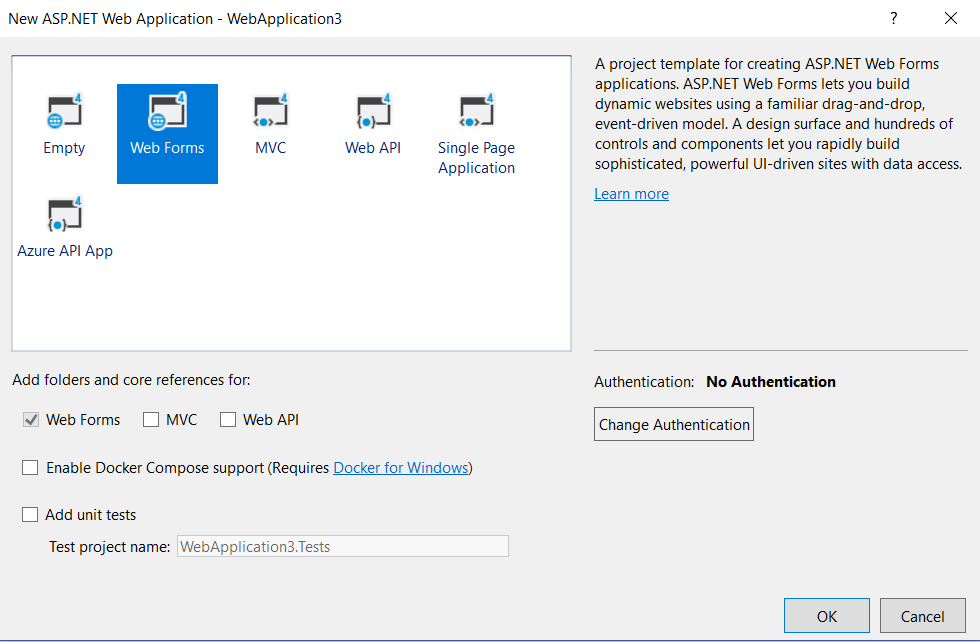 New ASP.NET Web Application - WebApplication3
?
4
4
4
4
4
Empty
Web Forms
MVC
Web API
Single Page
Application
4
Azure API App
A project template for creating ASP.NET Web Forms
applications. ASP.NET Web Forms lets you build
dynamic websites using a familiar drag-and-drop,
event-driven model. A design surface and hundreds of
controls and components let you rapidly build
sophisticated, powerful UI-driven sites with data access.
Learn more
Add folders and core references for:
Web Forms
MVC
Web API
Enable Docker Compose support (Requires Docker for Windows)
Add unit tests
Test project name: WebApplication3.Tests
Authentication: No Authentication
Change Authentication
OK
Cancel